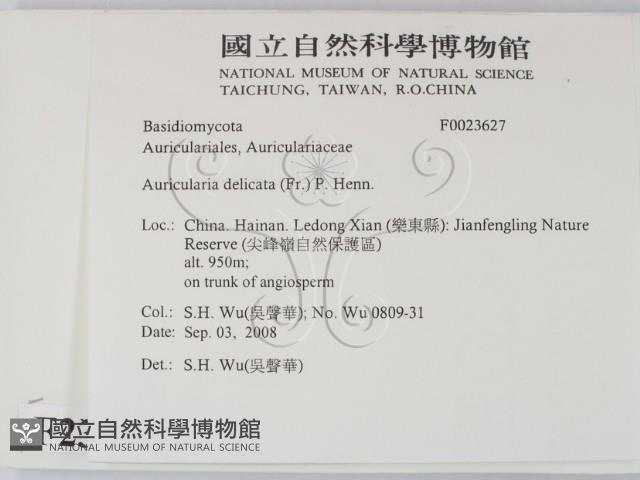 國立自然科學博物館
NATIONAL MUSEUM OF NATURAL SCIENCE
TAICHUNG, TAIWAN, R.O.CHINA
Basidiomycota F0023627
Auriculariales, Auriculariaceae
Auricularia delicata (Fr.) P. Henn.
Loc.: China. Hainan. Ledong Xian (樂東縣): Jianfengling Nature
Reserve (尖峰嶺自然保護區)
alt. 950m;
on trunk of angiosperm
Col.: S.H. Wu(吳聲華); No. Wu 0809-31
Date: Sep. 03, 2008
Det.: S.H. Wu(吳聲華)
國立自然科學博物館
NATIONAL MUSEUM OF NATURAL SCIENCE